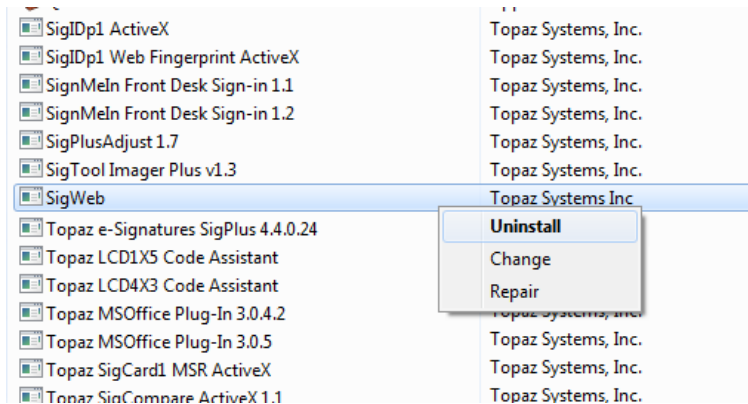 SigIDp1 ActiveX Topaz Systems, Inc.
SigIDp1 Web Fingerprint ActiveX Topaz Systems, Inc.
SignMeIn Front Desk Sign-in 1.1 Topaz Systems, Inc.
SignMeIn Front Desk Sign-in 1.2 Topaz Systems, Inc.
SigPlusAdjust 1.7 Topaz Systems, Inc.
SigTool Imager Plus v1.3 Topaz Systems, Inc.
SigWeb Topaz Systems Inc
Topaz e-Signatures SigPlus 4.4.0.24 Uninstall
Topaz LCD1X5 Code Assistant Change
Topaz LCD4X3 Code Assistant Repair
Topaz MSOffice Plug-In 3.0.4.2 Topaz Systems, Inc.
Topaz MSOffice Plug-In 3.0.5 Topaz Systems, Inc.
Topaz SigCard1 MSR ActiveX Topaz Systems, Inc.
Topaz SigCompare ActiveX 1.1 Topaz Systems, Inc.